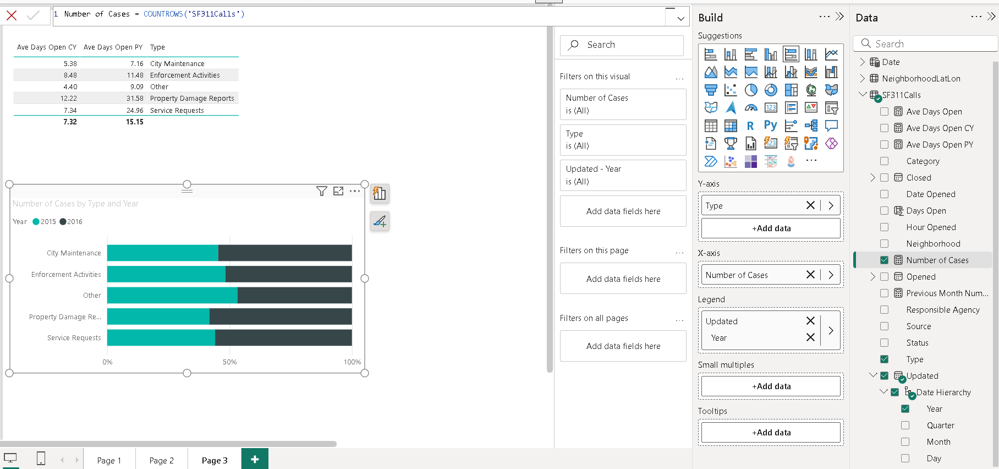 1 Number of Cases = COUNTROWS('SF311Calls')
Ave Days Open CY Ave Days Open PY Type
5.38 7.16 City Maintenance
8.48 11.48 Enforcement Activities
4.40 9.09 Other
12.22 31.58 Property Damage Reports
7.34 24.96 Service Requests
7.32 15.15
Number of Cases by Type and Year
Year 2015 2016
City Maintenance
Enforcement Activities
Other
Property Damage Re...
Service Requests
0% 50% 100%
Page 1 Page 2 Page 3 +
Search
Filters on this visual ...
Number of Cases
is (All)
Type
is (All)
Updated - Year
is (All)
Add data fields here
Filters on this page ...
Add data fields here
Filters on all pages ...
Add data fields here
Build
Suggestions
123
R Py
123
...
Y-axis
Type
+Add data
X-axis
Number of Cases
Legend
Updated
Year
Small multiples
+Add data
Tooltips
+Add data
Data
Search
Date
NeighborhoodLatLon
SF311Calls
Ave Days Open
Ave Days Open CY
Ave Days Open PY
Category
Closed
Date Opened
Days Open
Hour Opened
Neighborhood
Number of Cases
Opened
Previous Month Num...
Responsible Agency
Source
Status
Type
Updated
Date Hierarchy
Year
Quarter
Month
Day